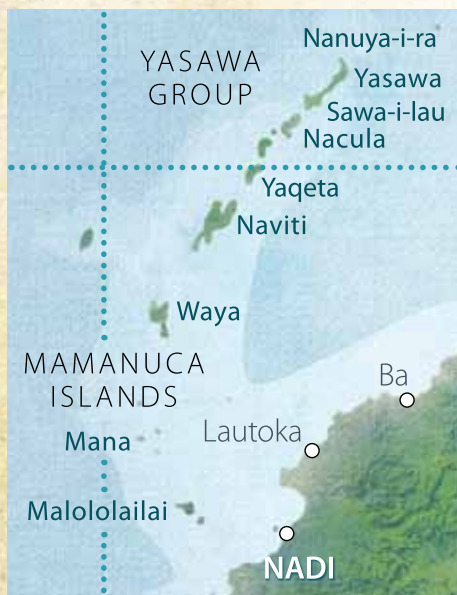 Nanuya-i-ra
YASAWA
GROUP
Yasawa
Sawa-i-lau
Nacula
Yaqeta
Naviti
Waya
MAMANUCA
ISLANDS
Ba
Lautoka
Mana
Malololailai
NADI